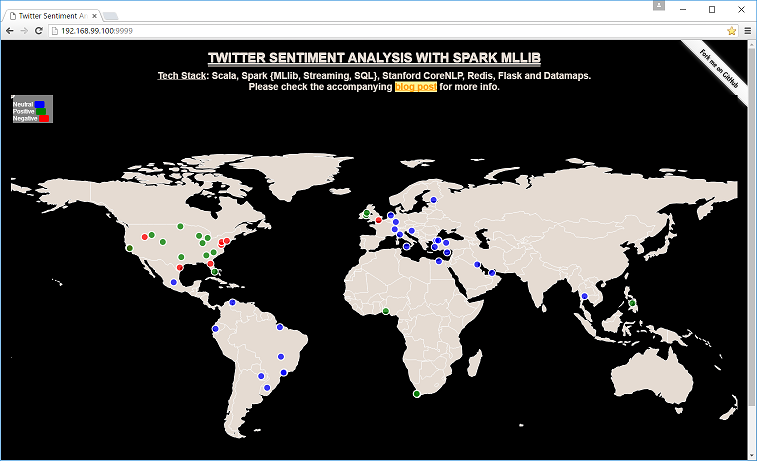 Twitter Sentiment A
192.168.99.100:9999
TWITTER SENTIMENT ANALYSIS WITH SPARK MLLIB
Tech Stack: Scala, Spark {MLlib, Streaming, SQL}, Stanford CoreNLP, Redis, Flask and Datamaps.
Please check the accompanying blog post for more info.
Fork me on GitHub
Neutral
Positive
Negative